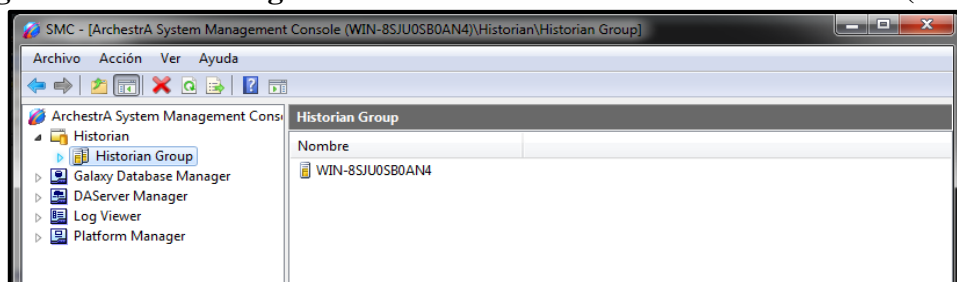 SMC - [ArchestrA System Management Console (WIN-8SJU0SB0AN4)\Historian\Historian Group]
Archivo Acción Ver Ayuda
ArchestrA System Management Conso
Historian
Historian Group
Galaxy Database Manager
DAServer Manager
Log Viewer
Platform Manager
Historian Group
Nombre
WIN-8SJU0SB0AN4